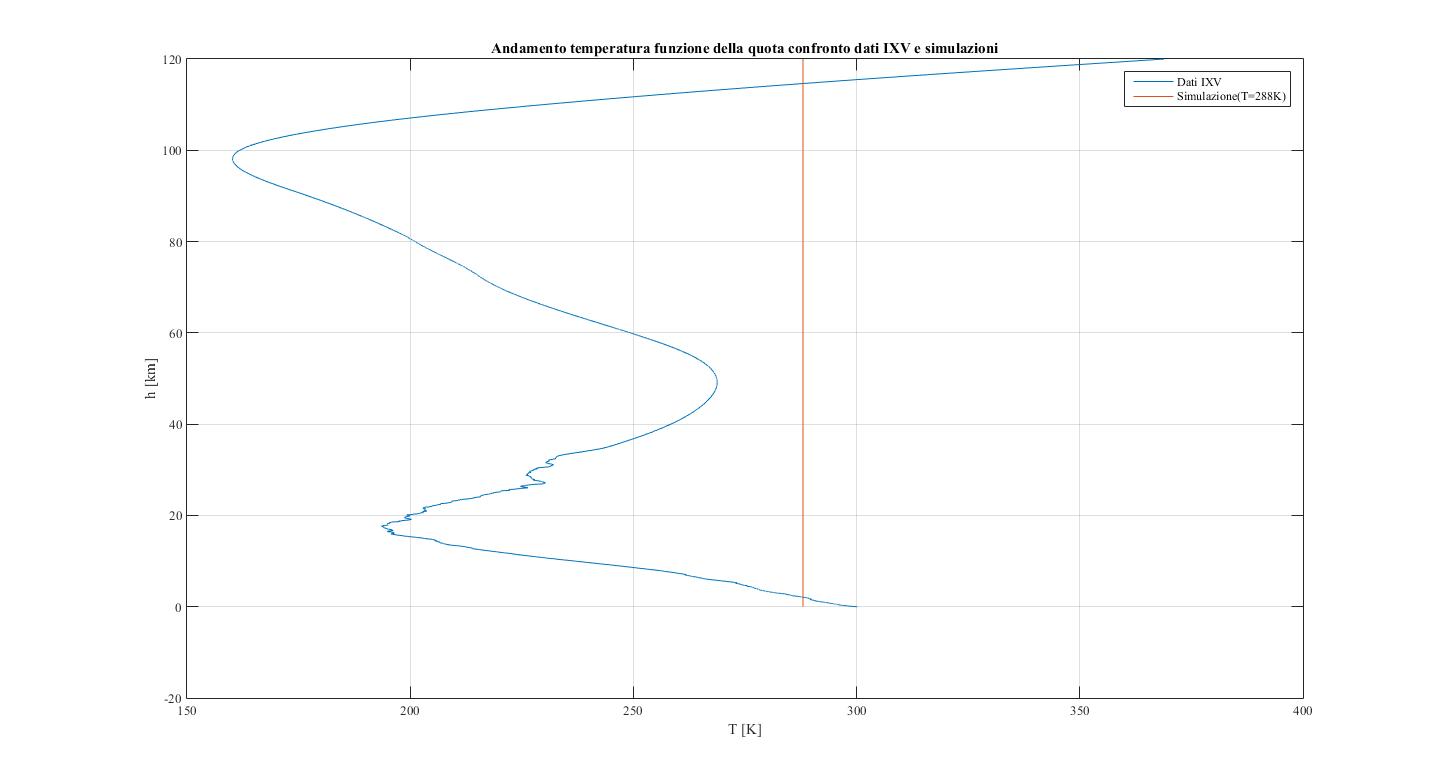 Andamento temperatura funzione della quota confronto dati IXV e simulazioni
120
Dati IXV
Simulazione(T=288K)
100
80
60
h [km]
40
20
0
-20
150 200 250 300 350 400
T [K]